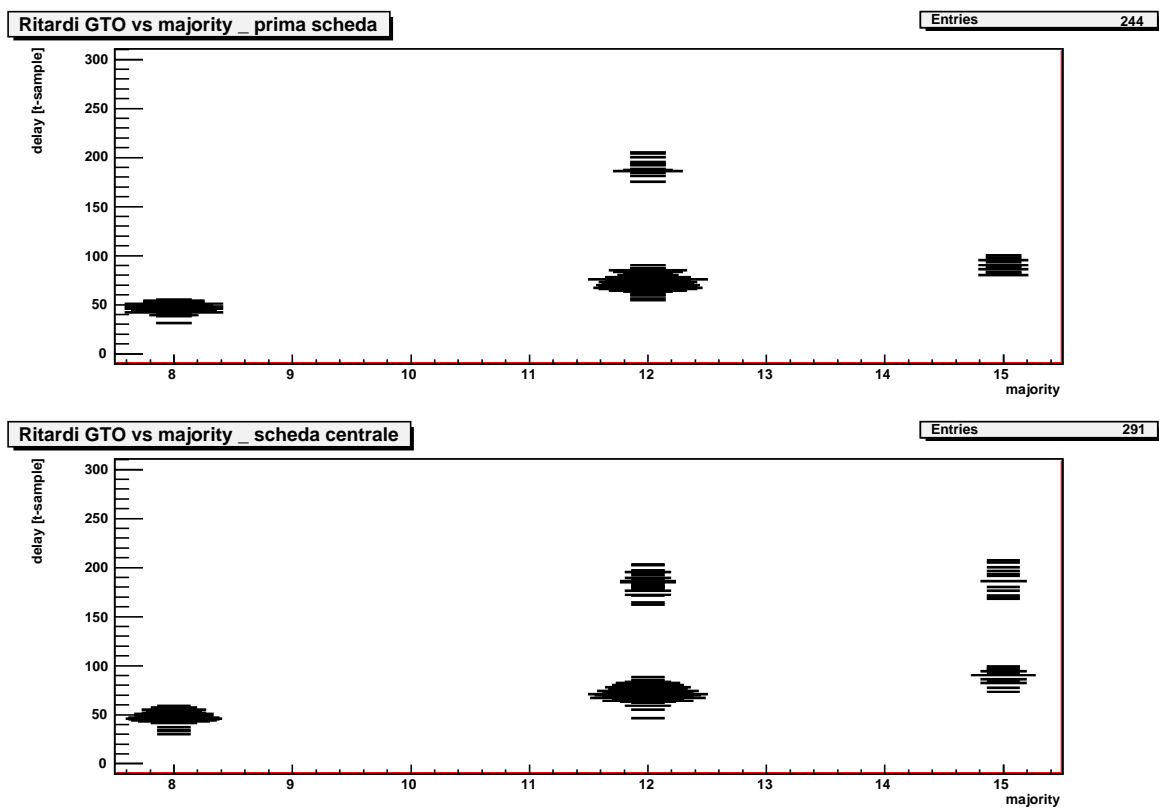 Ritardi GTO vs majority _ prima scheda
Entries 244
delay [t-sample]
300
250
200
150
100
50
0
8 9 10 11 12 13 14 15
majority
Ritardi GTO vs majority _ scheda centrale
Entries 291
delay [t-sample]
300
250
200
150
100
50
0
8 9 10 11 12 13 14 15
majority